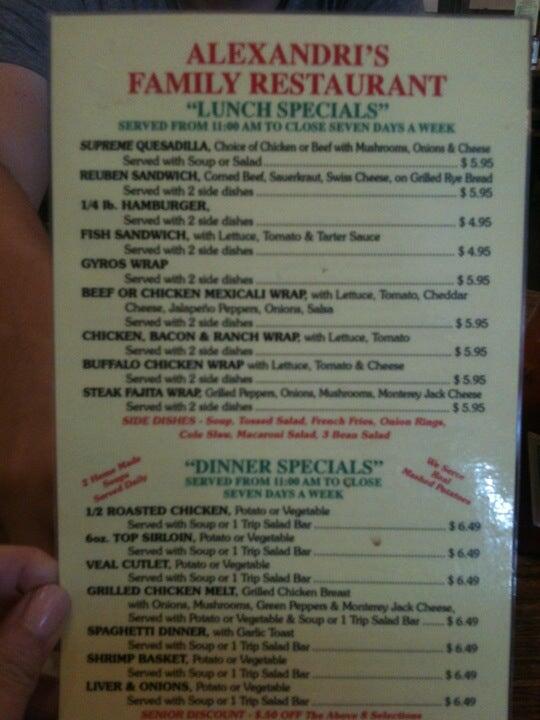 ALEXANDRI'S
FAMILY RESTAURANT
"LUNCH SPECIALS"
SERVED FROM 11:00 AM TO CLOSE SEVEN DAYS A WEEK
SUPREME QUESADILLA, Choice of Chicken or Beef with Mushrooms, Onions & Cheese
Served with Soup or Salad $ 5.95
REUBEN SANDWICH, Corned Beef, Sauerkraut, Swiss Cheese, on Grilled Rye Bread
Served with 2 side dishes $ 5.95
1/4 lb. HAMBURGER,
Served with 2 side dishes $ 4.95
FISH SANDWICH, with Lettuce, Tomato & Tarter Sauce
Served with 2 side dishes $ 4.95
GYROS WRAP
Served with 2 side dishes $ 5.95
BEEF OR CHICKEN MEXICALI WRAP, with Lettuce, Tomato, Cheddar
Cheese, Jalapeño Peppers, Onions, Salsa
Served with 2 side dishes $ 5.95
CHICKEN, BACON & RANCH WRAP, with Lettuce, Tomato
Served with 2 side dishes $ 5.95
BUFFALO CHICKEN WRAP with Lettuce, Tomato & Cheese
Served with 2 side dishes $ 5.95
STEAK FAJITA WRAP, Grilled Peppers, Onions, Mushrooms, Monterey Jack Cheese
Served with 2 side dishes $ 5.95
SIDE DISHES - Soup, Tossed Salad, French Fries, Onion Rings,
Cole Slaw, Macaroni Salad, 3 Bean Salad
2 Home Made
Soups
Served Daily
"DINNER SPECIALS"
SERVED FROM 11:00 AM TO CLOSE
SEVEN DAYS A WEEK
We Serve
Real
Mashed Potatoes
1/2 ROASTED CHICKEN, Potato or Vegetable
Served with Soup or 1 Trip Salad Bar $ 6.49
6oz. TOP SIRLOIN, Potato or Vegetable
Served with Soup or 1 Trip Salad Bar $ 6.49
VEAL CUTLET, Potato or Vegetable
Served with Soup or 1 Trip Salad Bar $ 6.49
GRILLED CHICKEN MELT, Grilled Chicken Breast
with Onions, Mushrooms, Green Peppers & Monterey Jack Cheese,
Served with Potato or Vegetable & Soup or 1 Trip Salad Bar $ 6.49
SPAGHETTI DINNER, with Garlic Toast
Served with Soup or 1 Trip Salad Bar $ 6.49
SHRIMP BASKET, Potato or Vegetable
Served with Soup or 1 Trip Salad Bar $ 6.49
LIVER & ONIONS, Potato or Vegetable
Served with Soup or 1 Trip Salad Bar $ 6.49
SENIOR DISCOUNT - $.50 OFF The Above 8 Selections